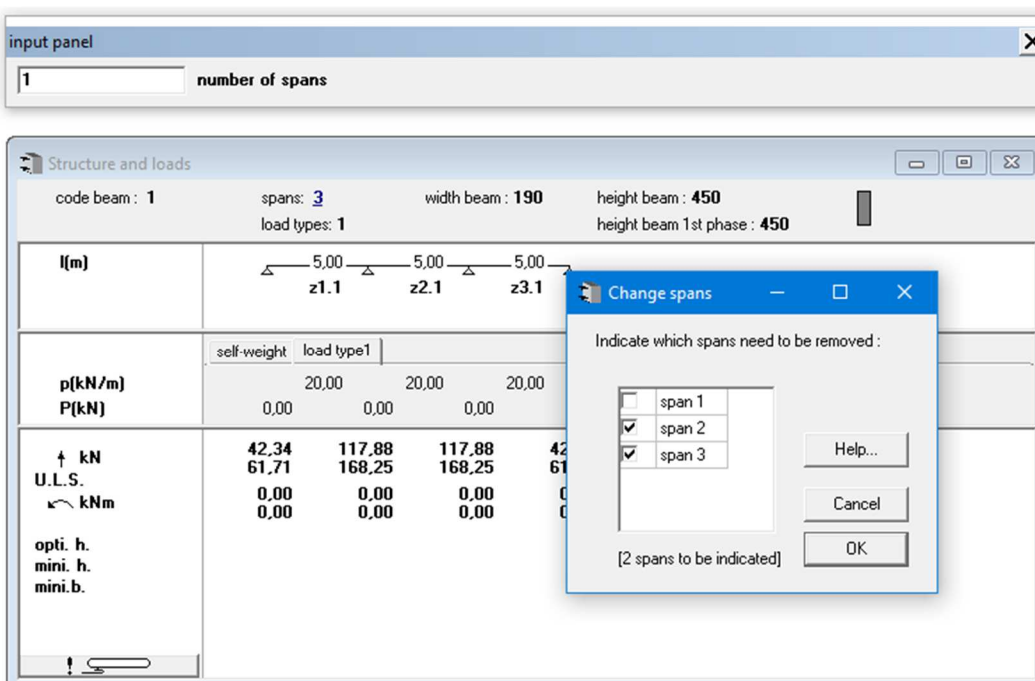 input panel
1 number of spans
Structure and loads
code beam : 1 spans: 3 width beam : 190 height beam : 450
load types: 1 height beam 1st phase : 450
l(m) 5,00 5,00 5,00
z1.1 z2.1 z3.1
Change spans
Indicate which spans need to be removed :
self-weight load type1
p(kN/m) 20,00 20,00 20,00
P(kN) 0,00 0,00 0,00
span 1
span 2
span 3
Help...
Cancel
OK
[2 spans to be indicated]
kN 42,34 117,88 117,88
U.L.S. 61,71 168,25 168,25
kNm 0,00 0,00 0,00
0,00 0,00 0,00
opti. h.
mini. h.
mini.b.